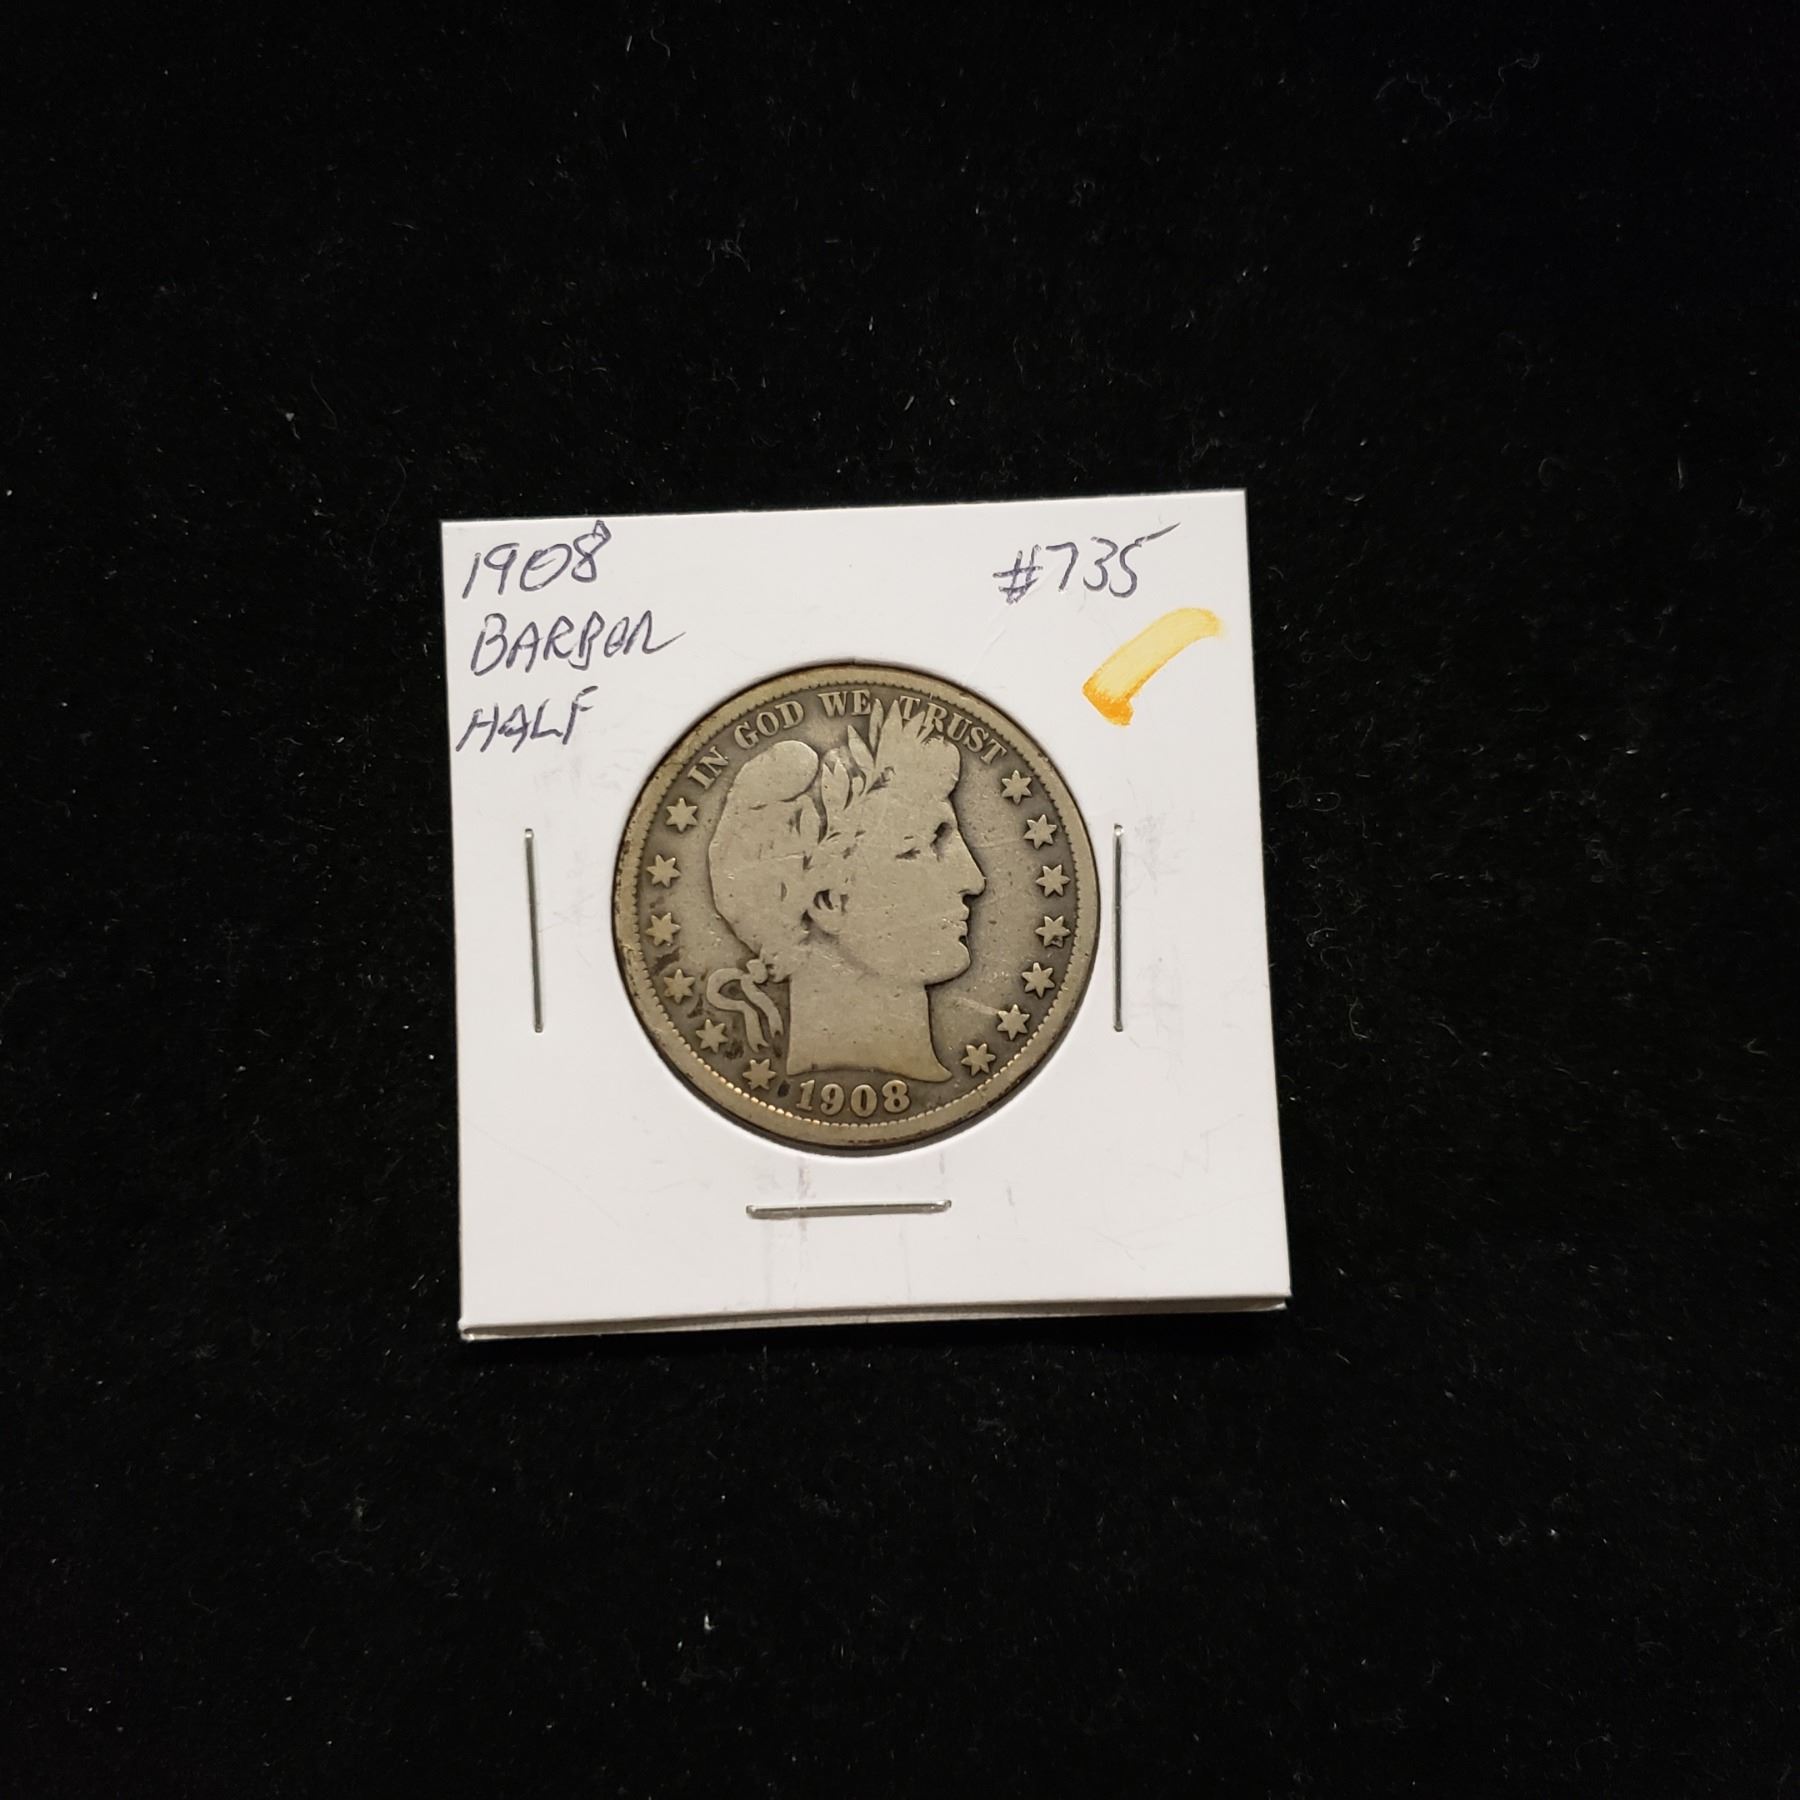 1908
#735
BARBER
HALF
IN GOD WE TRUST
1908